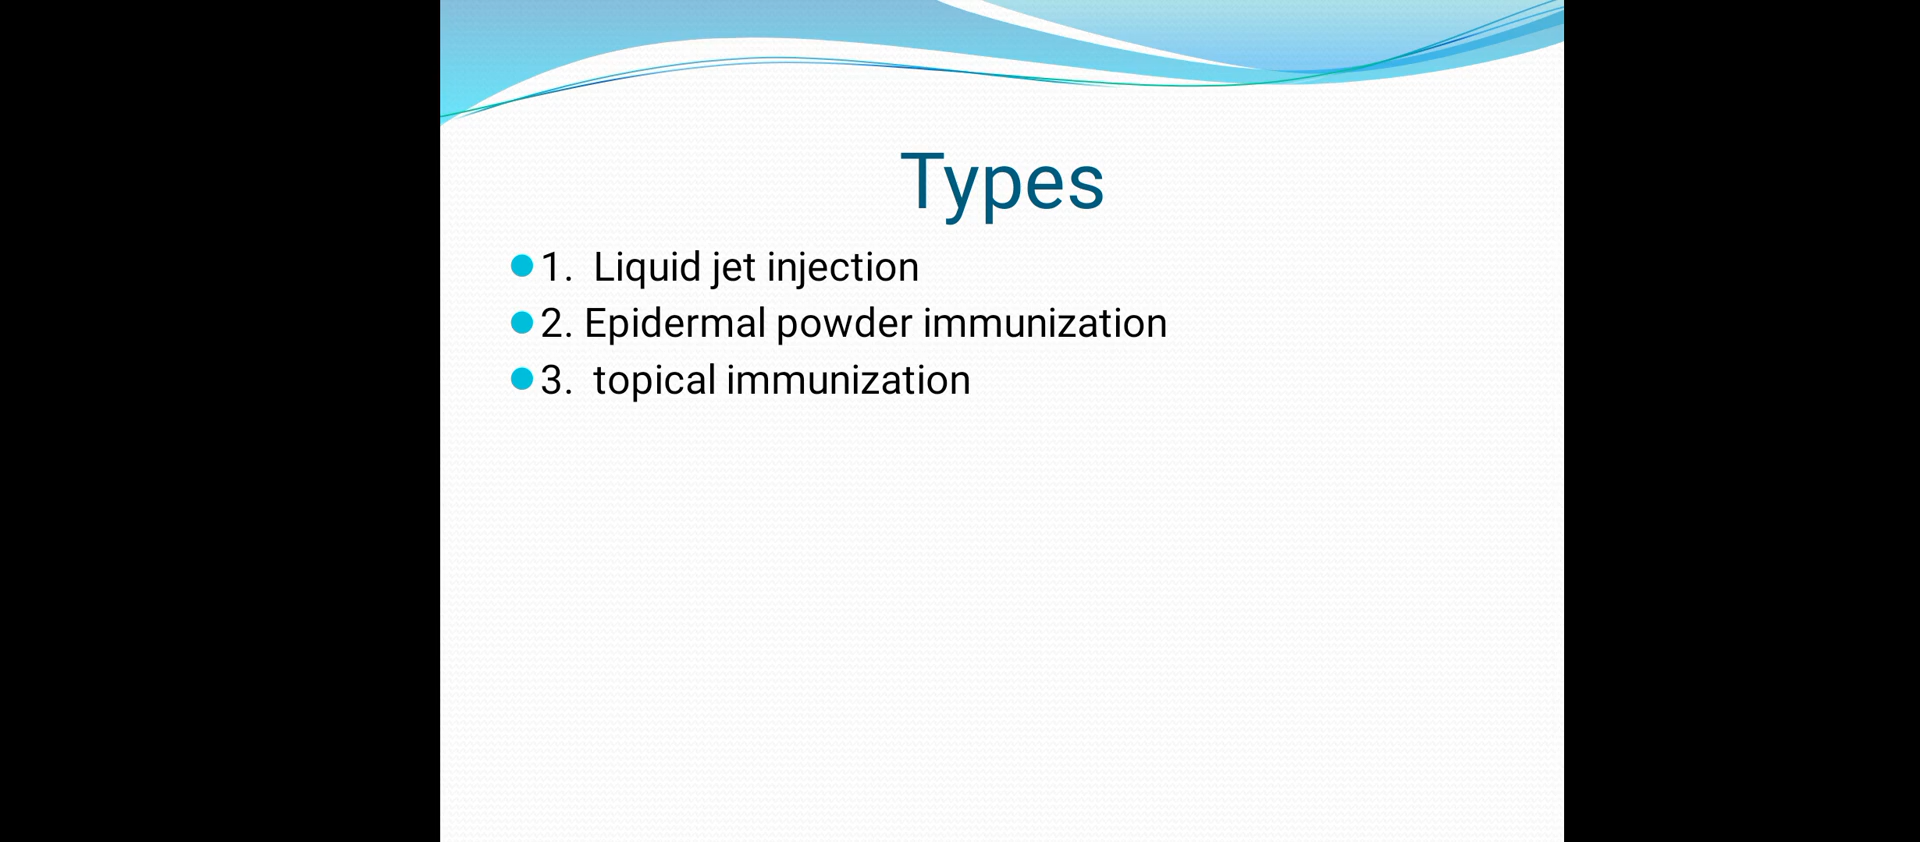 Types
1. Liquid jet injection
2. Epidermal powder immunization
3. topical immunization